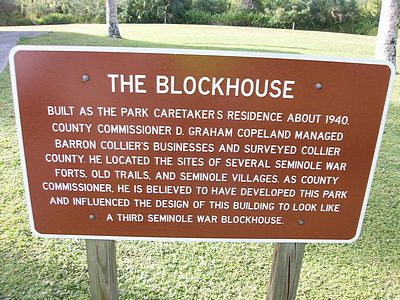 THE BLOCKHOUSE
BUILT AS THE PARK CARETAKER'S RESIDENCE ABOUT 1940.
COUNTY COMMISSIONER D. GRAHAM COPELAND MANAGED
BARRON COLLIER'S BUSINESSES AND SURVEYED COLLIER
COUNTY. HE LOCATED THE SITES OF SEVERAL SEMINOLE WAR
FORTS, OLD TRAILS, AND SEMINOLE VILLAGES. AS COUNTY
COMMISSIONER, HE IS BELIEVED TO HAVE DEVELOPED THIS PARK
AND INFLUENCED THE DESIGN OF THIS BUILDING TO LOOK LIKE
A THIRD SEMINOLE WAR BLOCKHOUSE.